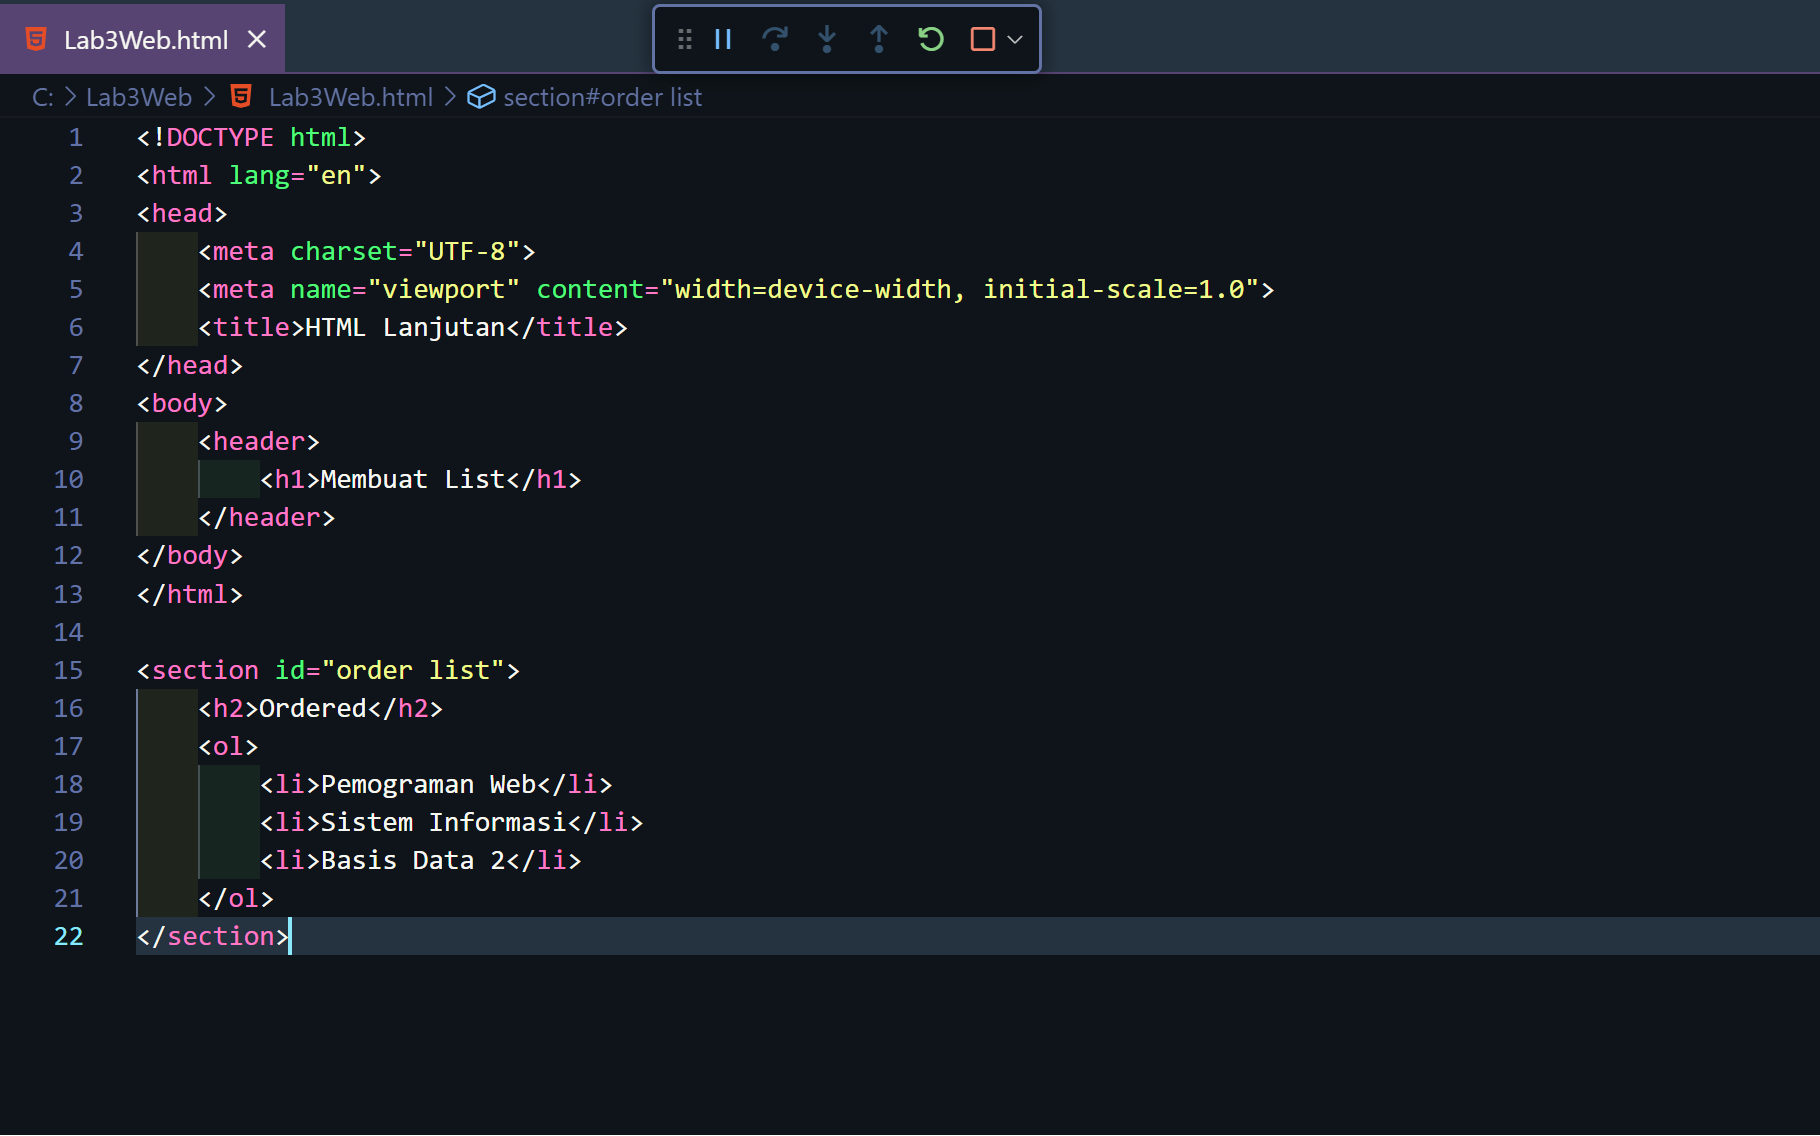 Lab3Web.html
C: > Lab3Web > Lab3Web.html > section#order list
1 <!DOCTYPE html>
2 <html lang="en">
3 <head>
4     <meta charset="UTF-8">
5     <meta name="viewport" content="width=device-width, initial-scale=1.0">
6     <title>HTML Lanjutan</title>
7 </head>
8 <body>
9     <header>
10         <h1>Membuat List</h1>
11     </header>
12 </body>
13 </html>
14
15 <section id="order list">
16     <h2>Ordered</h2>
17     <ol>
18         <li>Pemograman Web</li>
19         <li>Sistem Informasi</li>
20         <li>Basis Data 2</li>
21     </ol>
22 </section>